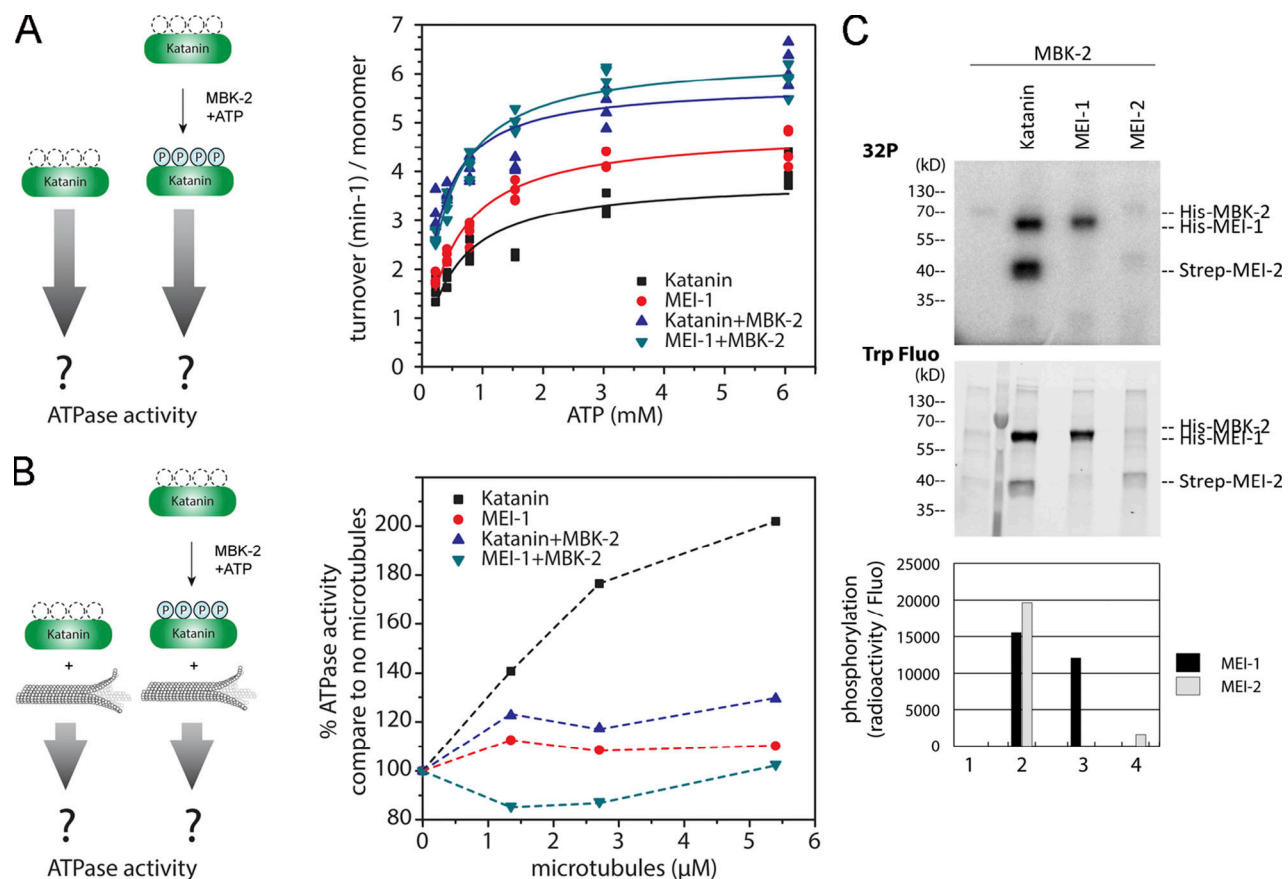 A
Katanin
MBK-2
+ATP
Katanin
P P P P
Katanin
? ?
ATPase activity
turnover (min-1) / monomer
7
6
5
4
3
2
1
0
0 1 2 3 4 5 6
ATP (mM)
Katanin
MEI-1
Katanin+MBK-2
MEI-1+MBK-2
B
Katanin
MBK-2
+ATP
Katanin
P P P P
Katanin
+ +
? ?
ATPase activity
% ATPase activity
compare to no microtubules
200
180
160
140
120
100
80
0 1 2 3 4 5 6
microtubules (μM)
Katanin
MEI-1
Katanin+MBK-2
MEI-1+MBK-2
C
MBK-2
Katanin
MEI-1
MEI-2
32P
(kD)
130--
70--
55--
40--
35--
-- His-MBK-2
-- His-MEI-1
-- Strep-MEI-2
Trp Fluo
(kD)
130--
70--
55--
40--
35--
-- His-MBK-2
-- His-MEI-1
-- Strep-MEI-2
phosphorylation
(radioactivity / Fluo)
25000
20000
15000
10000
5000
0
1 2 3 4
MEI-1
MEI-2